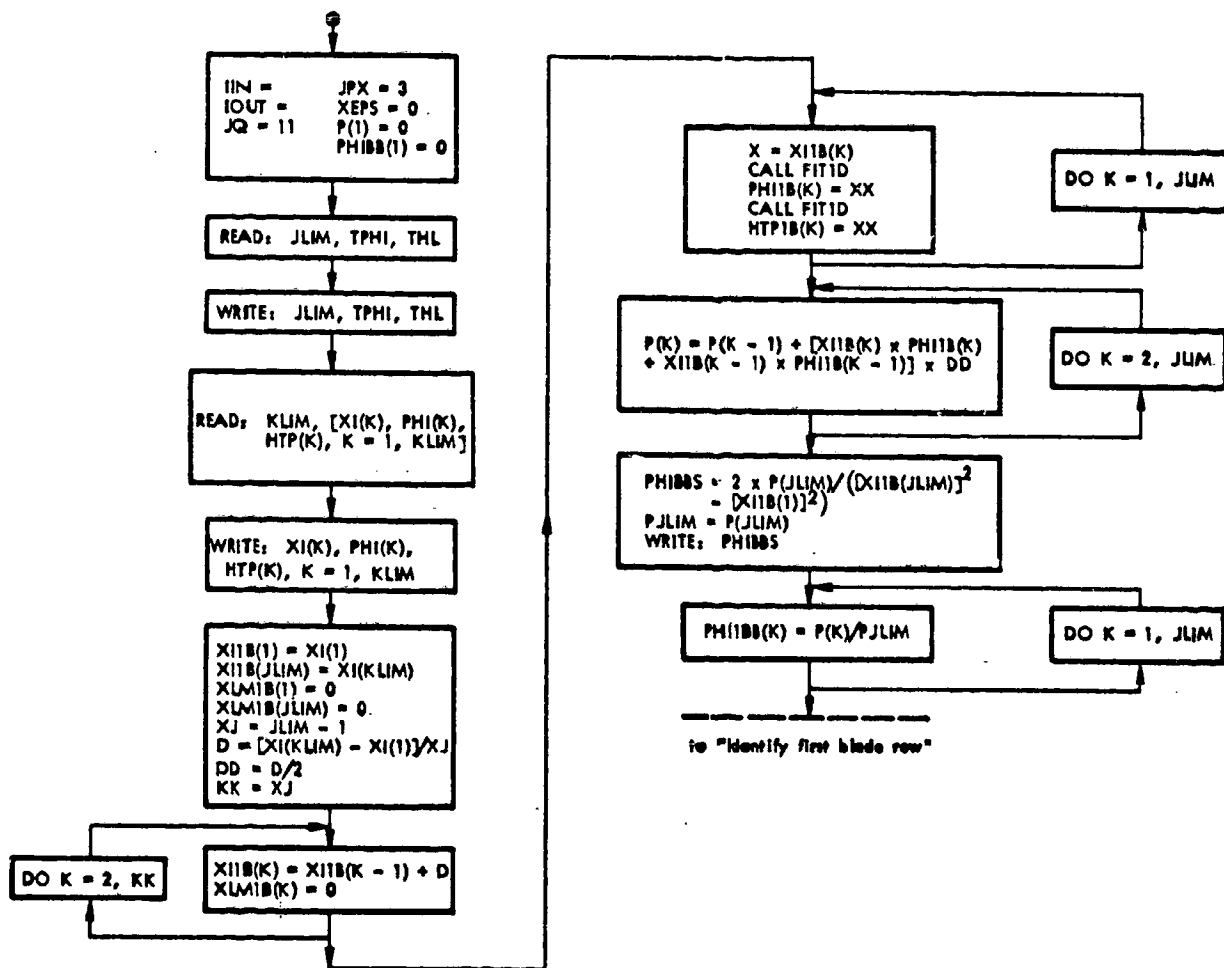 IIN =      JPX = 3
IOUT =     XEPS = 0
JQ = 11    P(1) = 0
PHIBB(1) = 0
READ: JLIM, TPHI, THL
WRITE: JLIM, TPHI, THL
READ: KLIM, [XI(K), PHI(K),
HTP(K), K = 1, KLIM]
WRITE: XI(K), PHI(K),
HTP(K), K = 1, KLIM
XI1B(1) = XI(1)
XI1B(JLIM) = XI(KLIM)
XLM1B(1) = 0
XLM1B(JLIM) = 0.
XJ = JLIM - 1
D = [XI(KLIM) - XI(1)]/XJ
DD = D/2
KK = XJ
DO K = 2, KK
XI1B(K) = XI1B(K - 1) + D
XLM1B(K) = 0
X = XI1B(K)
CALL FIT1D
PHI1B(K) = XX
CALL FIT1D
HTP1B(K) = XX
DO K = 1, JLIM
P(K) = P(K - 1) + [XI1B(K) x PHI1B(K)
+ XI1B(K - 1) x PHI1B(K - 1)] x DD
DO K = 2, JLIM
PHIBBS = 2 x P(JLIM)/([XI1B(JLIM)]²
- [XI1B(1)]²)
PJLIM = P(JLIM)
WRITE: PHIBBS
PHI1BB(K) = P(K)/PJLIM
DO K = 1, JLIM
to "Identify first blade row"